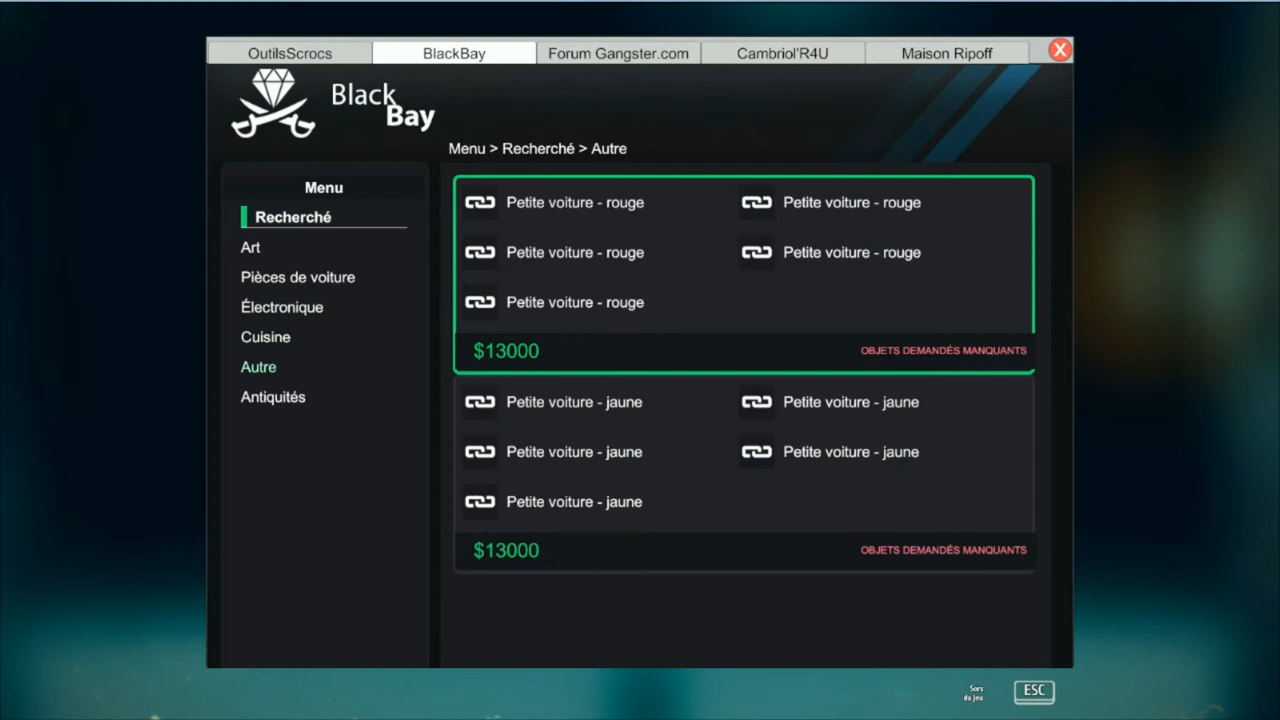 OutilsScrocs
BlackBay
Forum Gangster.com
Cambriol'R4U
Maison Ripoff
X
Black
Bay
Menu > Recherché > Autre
Menu
Recherché
Art
Pièces de voiture
Électronique
Cuisine
Autre
Antiquités
Petite voiture - rouge
Petite voiture - rouge
Petite voiture - rouge
Petite voiture - rouge
Petite voiture - rouge
$13000
OBJETS DEMANDÉS MANQUANTS
Petite voiture - jaune
Petite voiture - jaune
Petite voiture - jaune
Petite voiture - jaune
Petite voiture - jaune
$13000
OBJETS DEMANDÉS MANQUANTS
Sors
du jeu
ESC